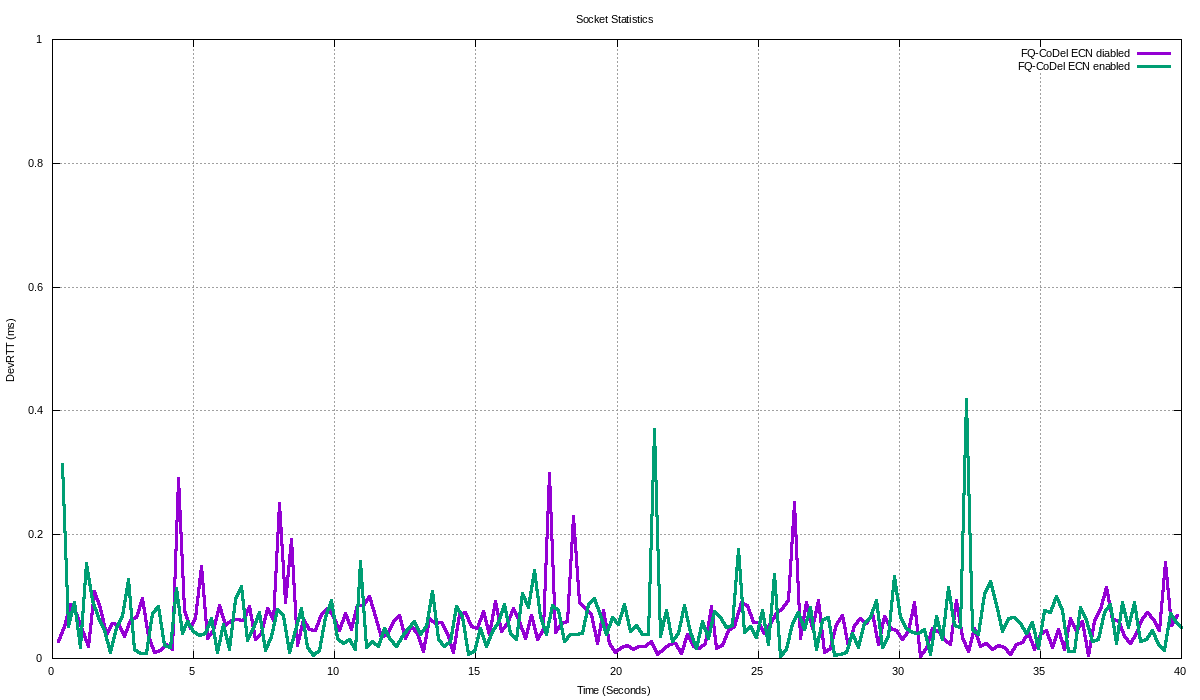 Socket Statistics
FQ-CoDel ECN diabled
FQ-CoDel ECN enabled
1
0.8
0.6
0.4
0.2
0
DevRTT (ms)
0 5 10 15 20 25 30 35 40
Time (Seconds)